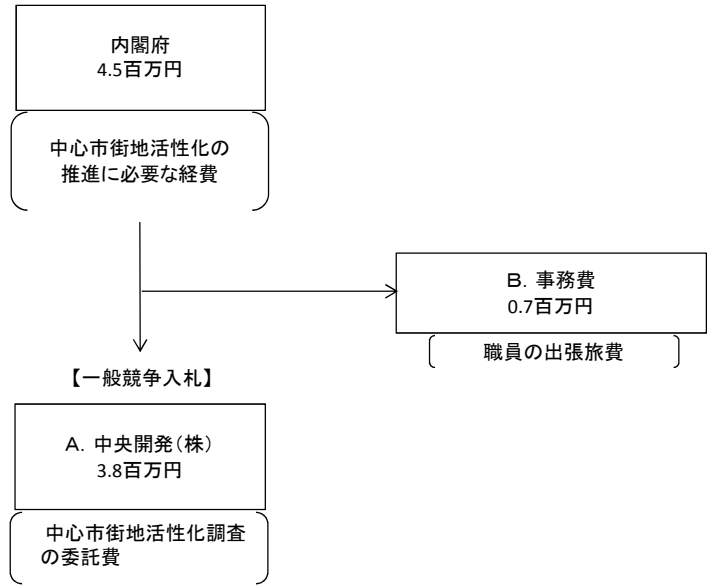 内閣府
4.5百万円
中心市街地活性化の
推進に必要な経費
B．事務費
0.7百万円
職員の出張旅費
【一般競争入札】
A．中央開発（株）
3.8百万円
中心市街地活性化調査
の委託費